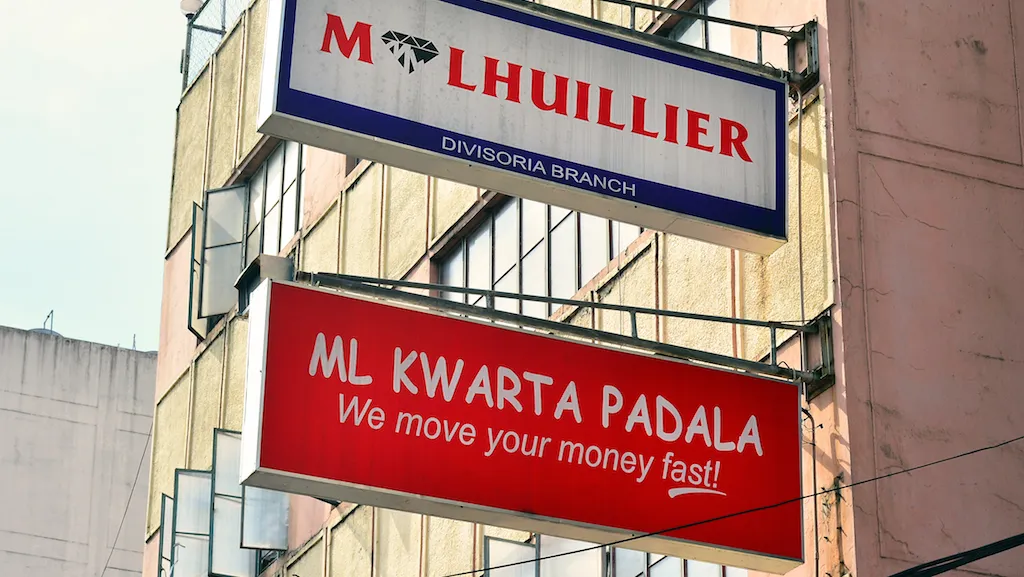 M LHUILLIER
DIVISORIA BRANCH
ML KWARTA PADALA
We move your money fast!